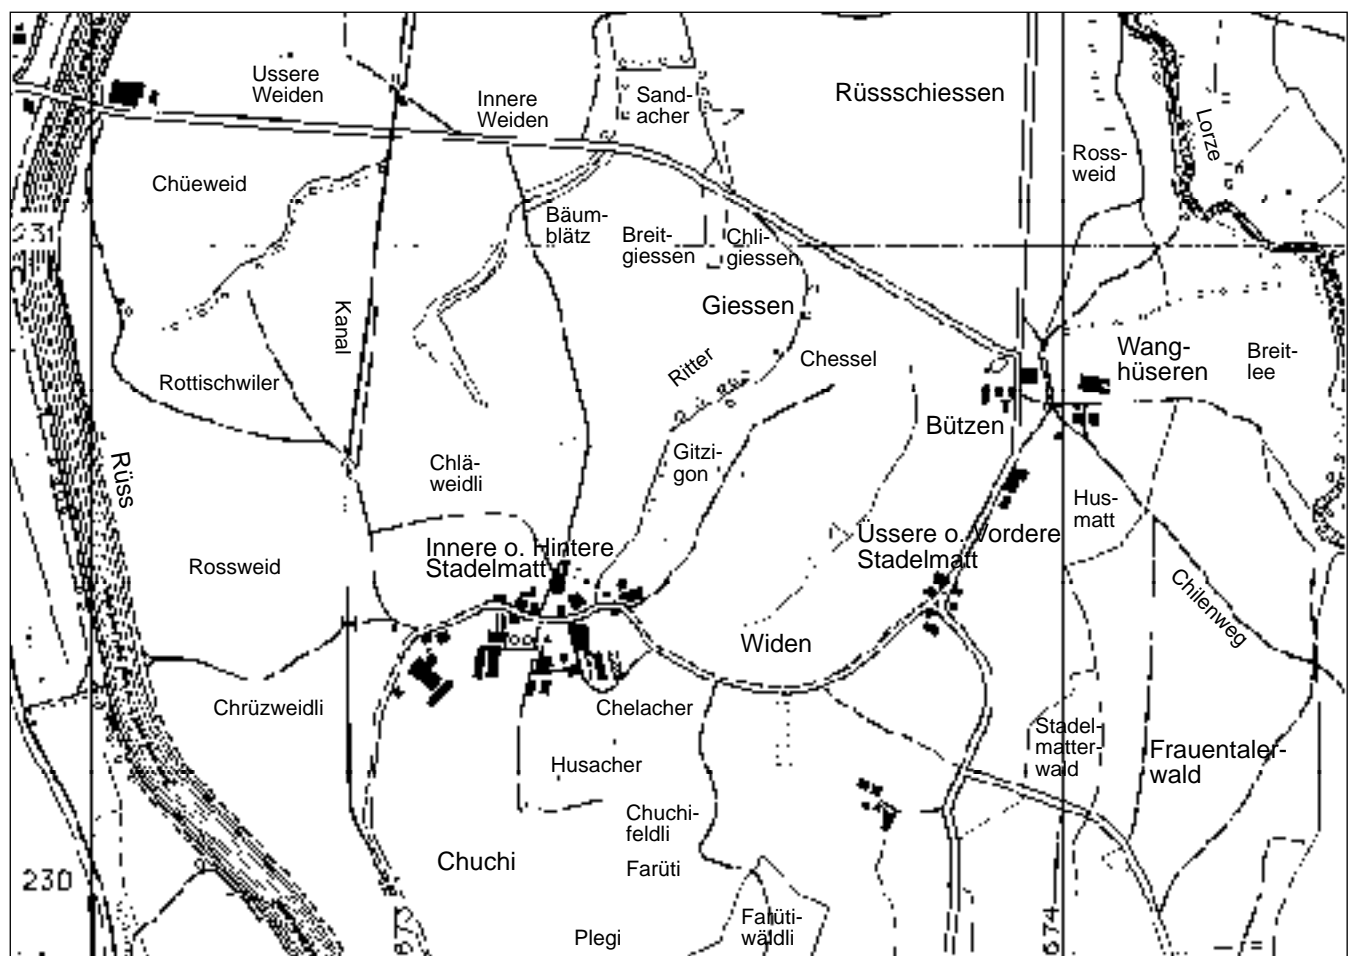 Ussere
Weiden
Innere
Weiden
Sand-
acher
Rüssschiessen
Lorze
Ross-
weid
Chüeweid
Bäum-
blätz
Breit-
giessen
Chli-
giessen
231
Giessen
Kanal
Ritter
Chessel
Wang-
hüseren
Breit-
lee
Rottischwiler
Bützen
Rüss
Chlä-
weidli
Gitzi-
gon
Hus-
matt
Innere o. Hintere
Stadelmatt
Üssere o. Vordere
Stadelmatt
Rossweid
Chilenweg
Widen
Chrüzweidli
Chelacher
Stadel-
matter-
wald
Frauentaler-
wald
Husacher
Chuchi-
feldli
Chuchi
Farüti
230
Farüti-
wäldli
Plegi
673
674